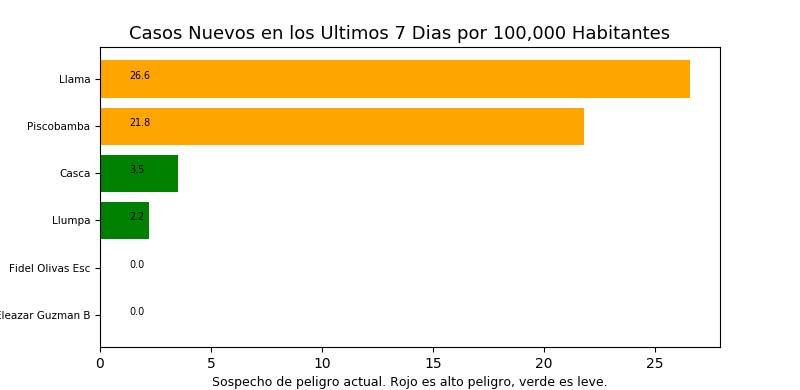 Casos Nuevos en los Ultimos 7 Dias por 100,000 Habitantes
Llama 26.6
Piscobamba 21.8
Casca 3.5
Llumpa 2.2
Fidel Olivas Esc 0.0
Eleazar Guzman B 0.0
0 5 10 15 20 25
Sospecho de peligro actual. Rojo es alto peligro, verde es leve.